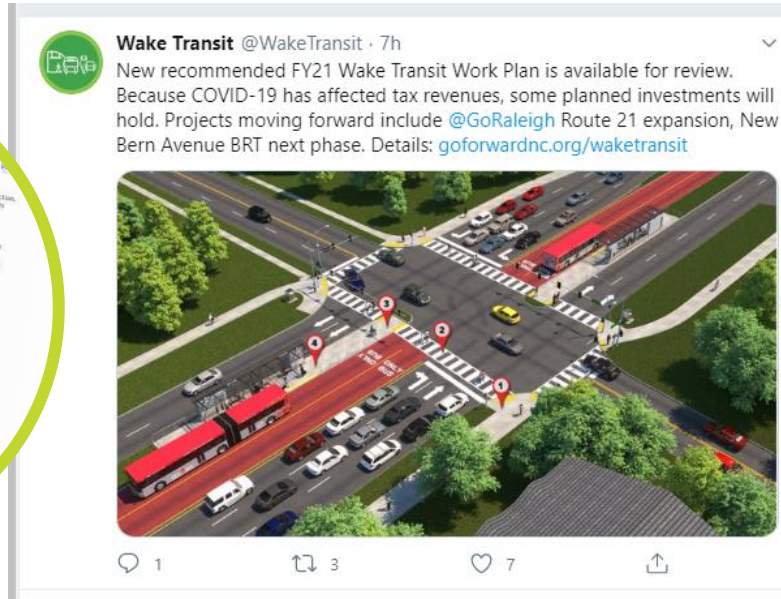 Wake Transit @WakeTransit · 7h
New recommended FY21 Wake Transit Work Plan is available for review.
Because COVID-19 has affected tax revenues, some planned investments will
hold. Projects moving forward include @GoRaleigh Route 21 expansion, New
Bern Avenue BRT next phase. Details: goforwardnc.org/waketransit
3
2
4
1
BUS ONLY
1 3 7